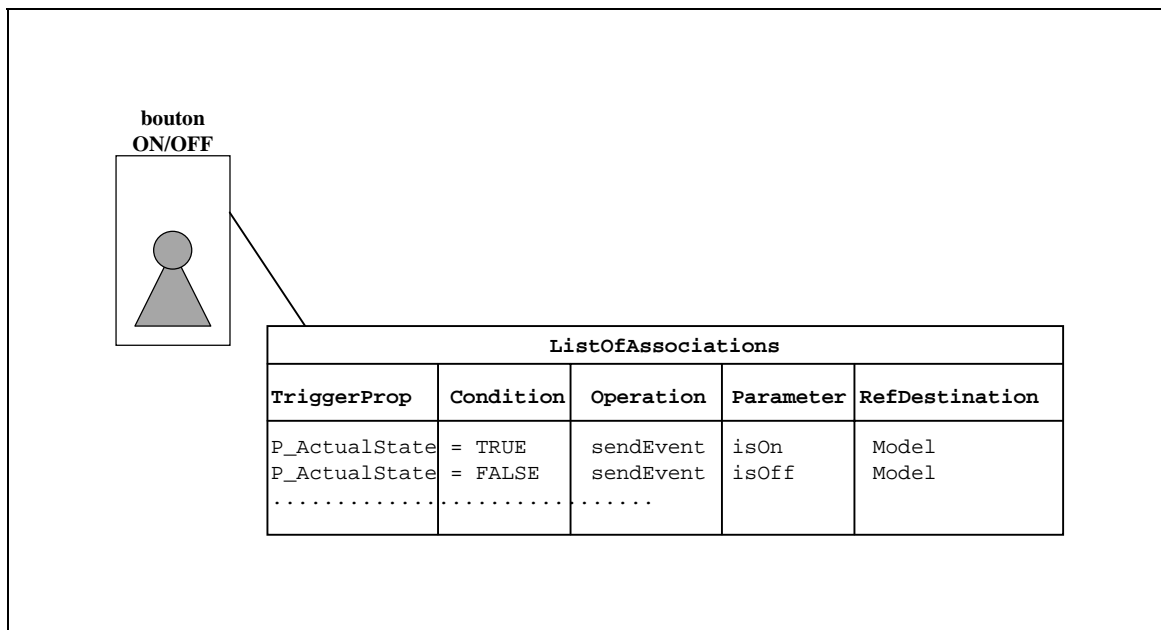 bouton
ON/OFF
ListOfAssociations
TriggerProp Condition Operation Parameter RefDestination
P_ActualState = TRUE sendEvent isOn Model
P_ActualState = FALSE sendEvent isOff Model
..............................